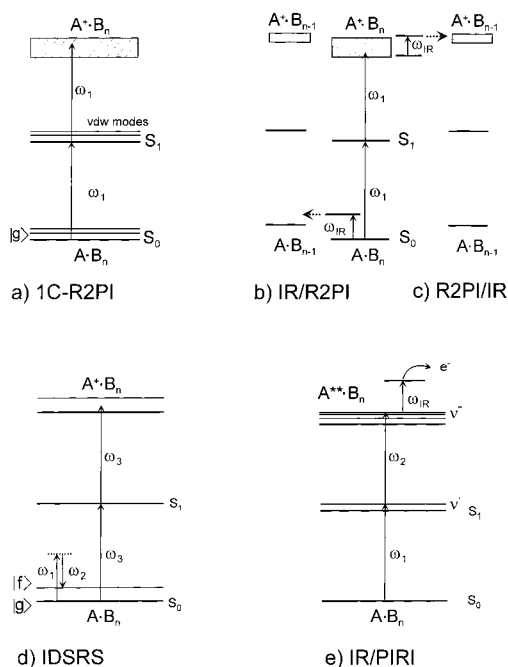 A⁺·Bₙ
ω₁
vdw modes
S₁
ω₁
|g>
S₀
A·Bₙ
a) 1C-R2PI
A⁺·Bₙ₋₁
A⁺·Bₙ
A⁺·Bₙ₋₁
ω_IR
ω₁
S₁
ω₁
ω_IR
S₀
A·Bₙ₋₁
A·Bₙ
A·Bₙ₋₁
b) IR/R2PI
c) R2PI/IR
A⁺·Bₙ
ω₃
S₁
ω₃
ω₁
ω₂
|f>
|g>
S₀
A·Bₙ
d) IDSRS
e⁻
A**·Bₙ
ω_IR
ω₂
v'
S₁
ω₁
S₀
A·Bₙ
e) IR/PIRI